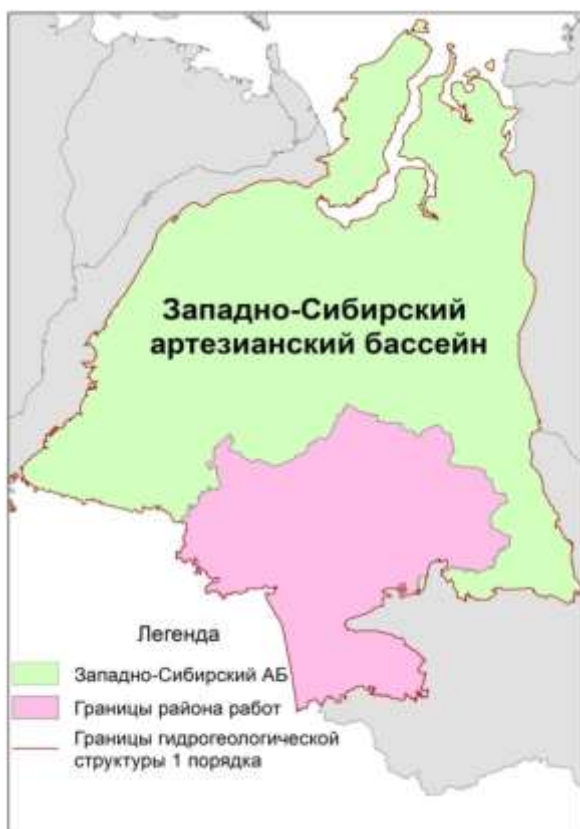 Западно-Сибирский
артезианский бассейн
Легенда
Западно-Сибирский АБ
Границы района работ
Границы гидрогеологической
структуры 1 порядка